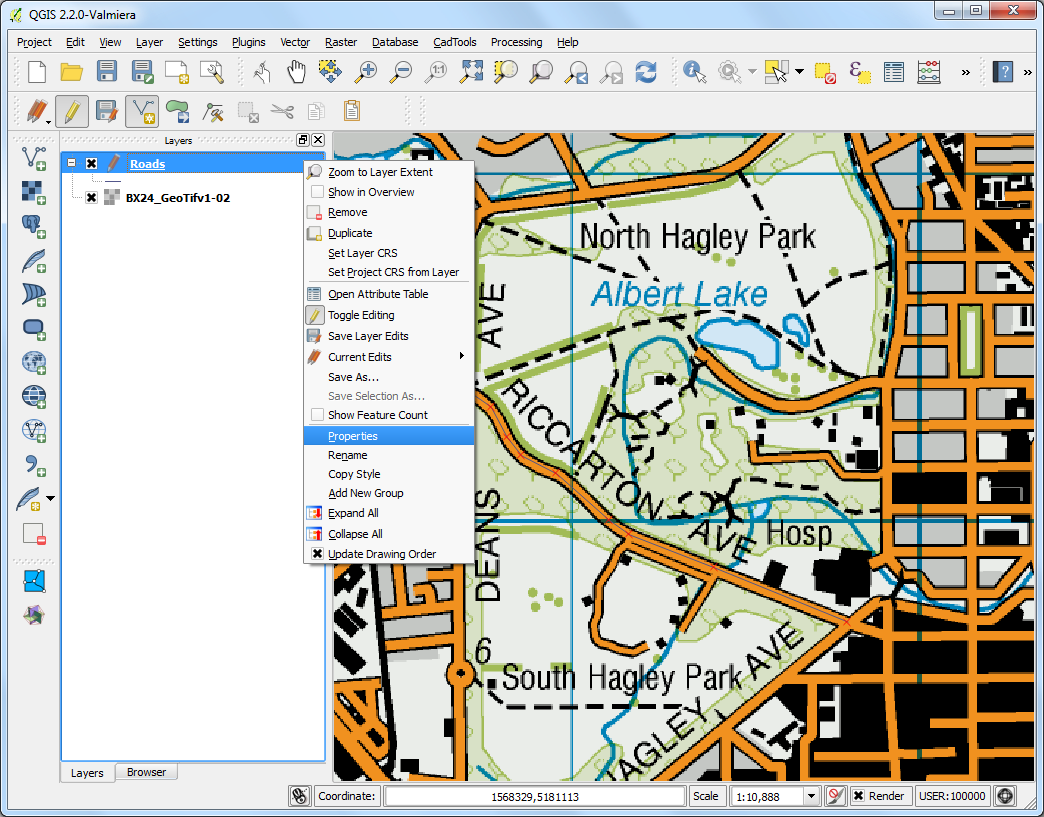 QGIS 2.2.0-Valmiera
Project Edit View Layer Settings Plugins Vector Raster Database CadTools Processing Help
1:1
»
?
»
Layers
Roads
BX24_GeoTifv1-02
Zoom to Layer Extent
Show in Overview
Remove
Duplicate
Set Layer CRS
Set Project CRS from Layer
Open Attribute Table
Toggle Editing
Save Layer Edits
Current Edits
Save As...
Save Selection As...
Show Feature Count
Properties
Rename
Copy Style
Add New Group
Expand All
Collapse All
Update Drawing Order
North Hagley Park
Albert Lake
AVE
RICCARTON
AVE
Hosp
DEANS
6
South Hagley Park
HAGLEY AVE
Layers Browser
Coordinate: 1568329,5181113 Scale 1:10,888 Render USER:100000